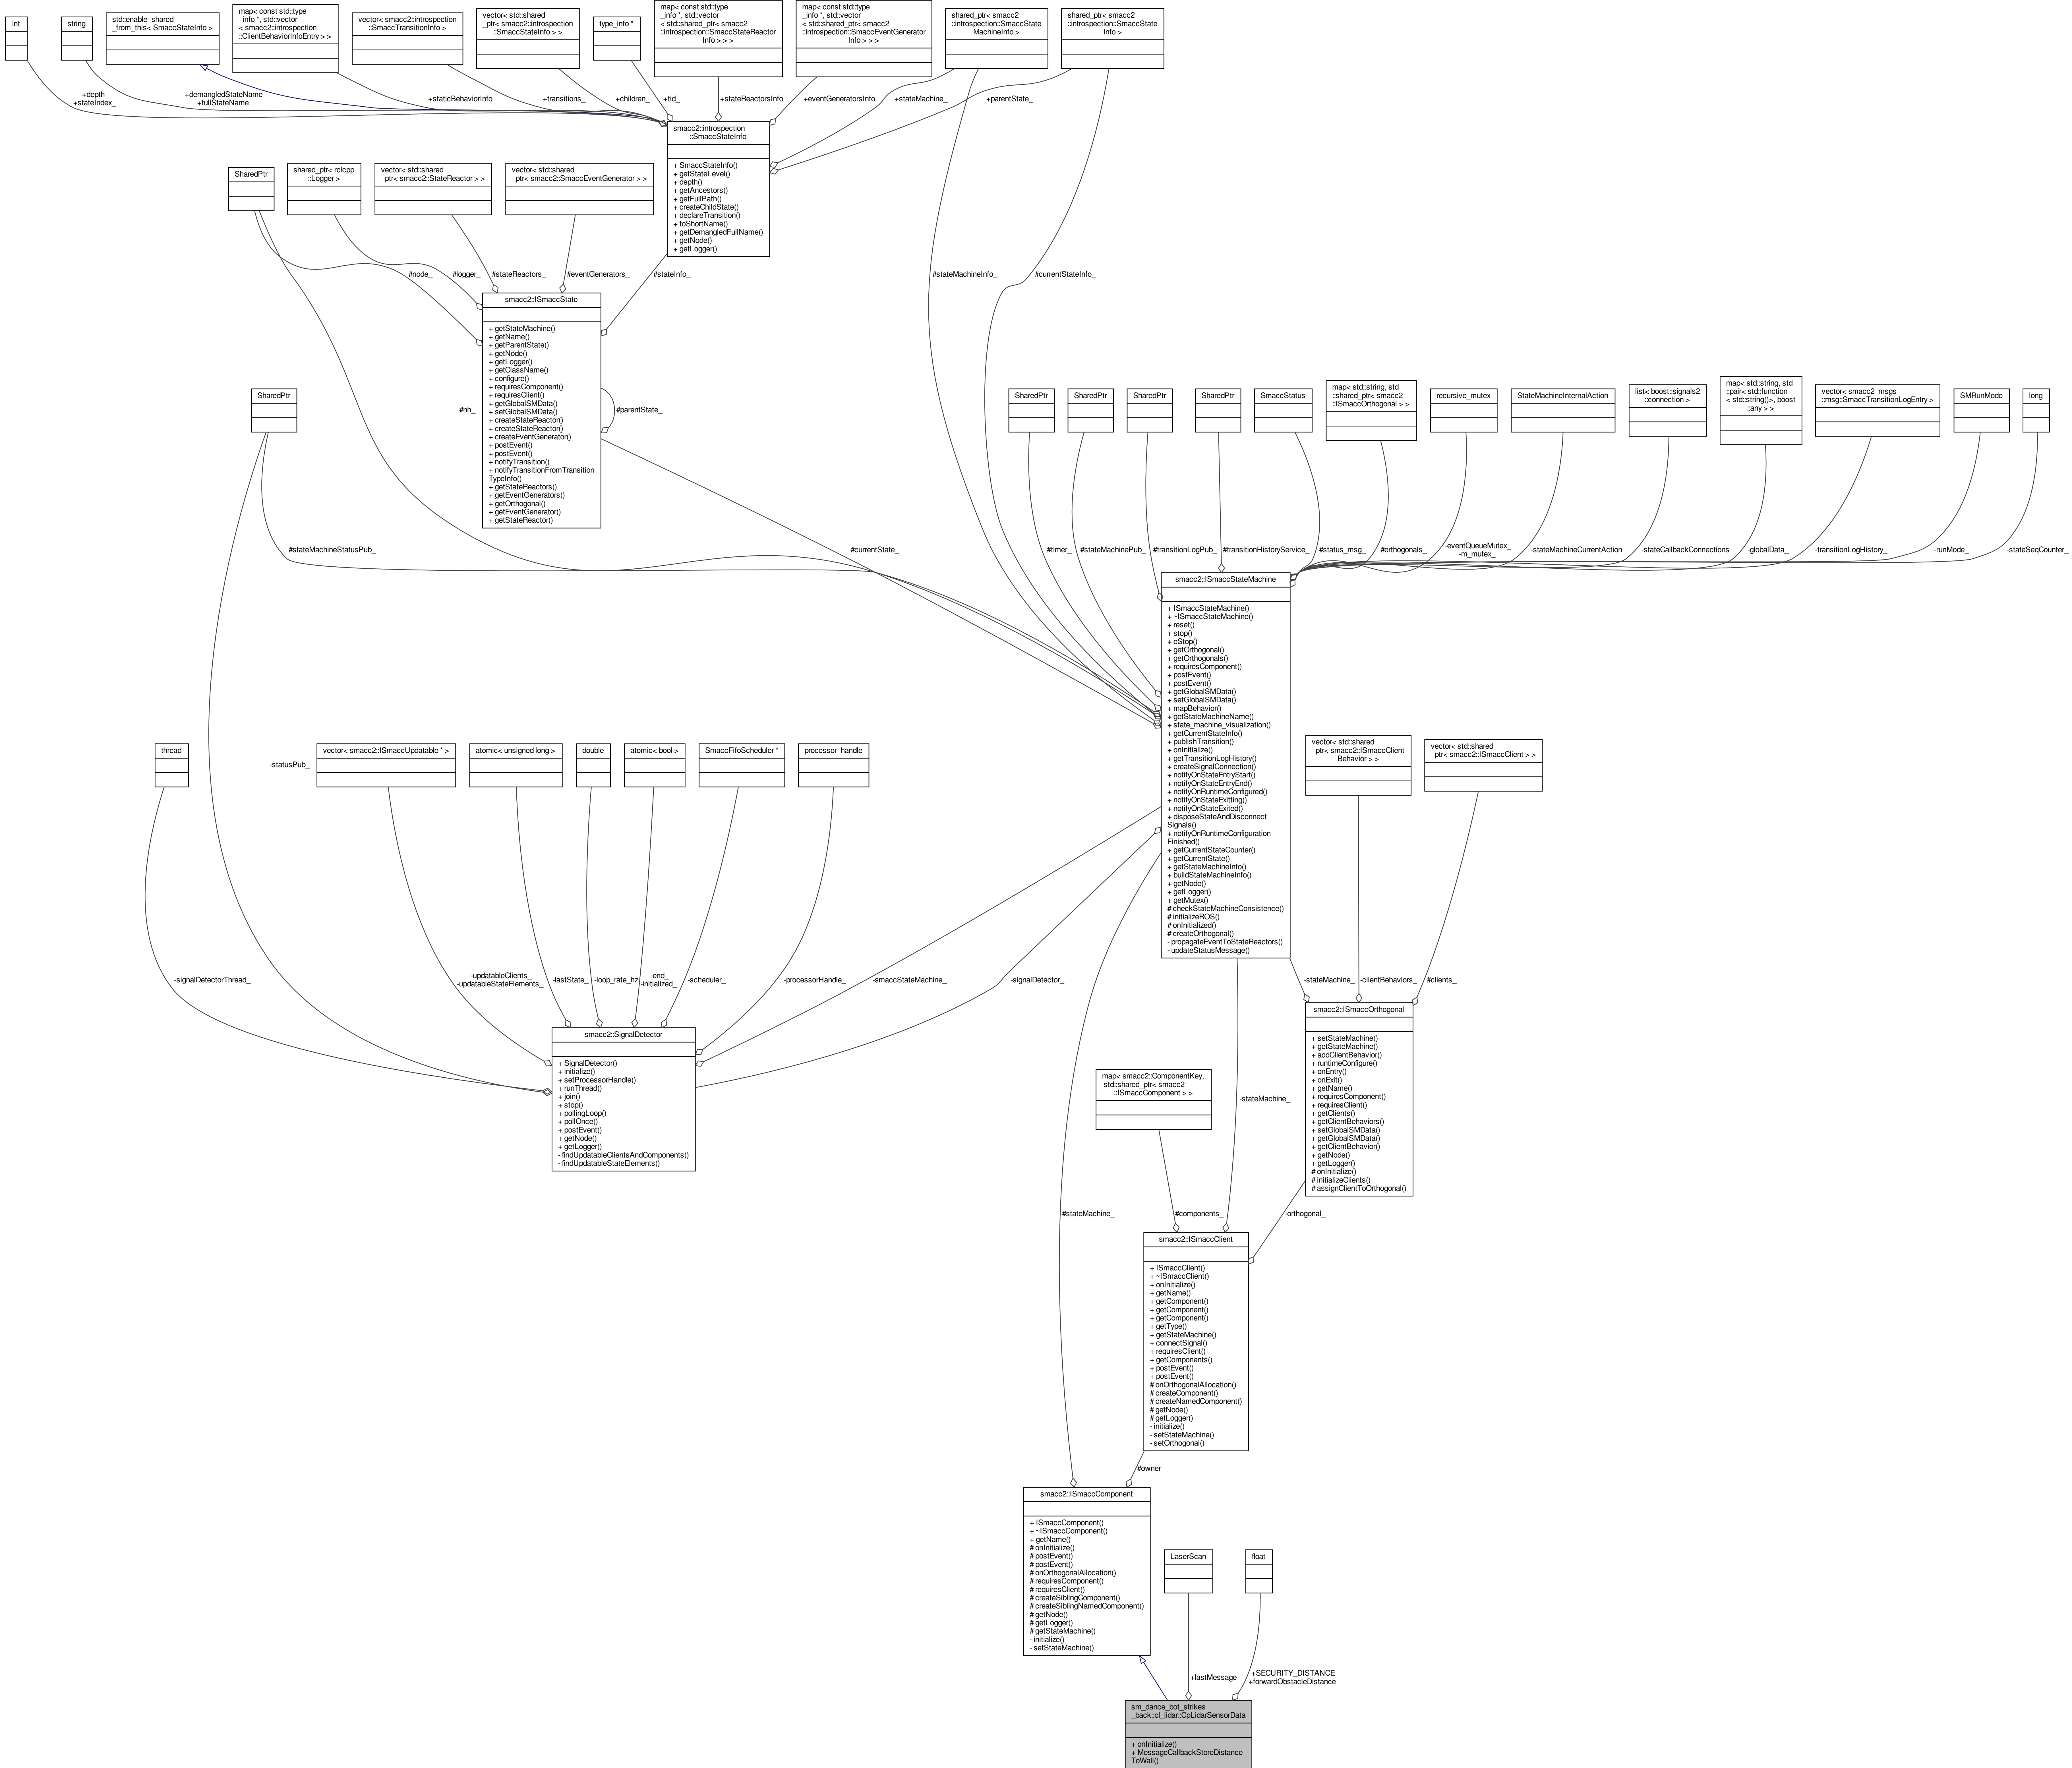 int
string
std::enable_shared
_from_this< SmaccStateInfo >
map< const std::type
_info *, std::vector
< smacc2::introspection
::ClientBehaviorInfoEntry > >
vector< smacc2::introspection
::SmaccTransitionInfo >
vector< std::shared
_ptr< smacc2::introspection
::SmaccStateInfo > >
type_info *
map< const std::type
_info *, std::vector
< std::shared_ptr< smacc2
::introspection::SmaccStateReactor
Info > > >
map< const std::type
_info *, std::vector
< std::shared_ptr< smacc2
::introspection::SmaccEventGenerator
Info > > >
shared_ptr< smacc2
::introspection::SmaccState
MachineInfo >
shared_ptr< smacc2
::introspection::SmaccState
Info >
+depth_
+stateIndex_
+demangledStateName
+fullStateName
+staticBehaviorInfo
+transitions_
+children_
+tid_
+stateReactorsInfo
+eventGeneratorsInfo
+stateMachine_
+parentState_
smacc2::introspection
::SmaccStateInfo
+ SmaccStateInfo()
+ getStateLevel()
+ depth()
+ getAncestors()
+ getFullPath()
+ createChildState()
+ declareTransition()
+ toShortName()
+ getDemangledFullName()
+ getNode()
+ getLogger()
SharedPtr
shared_ptr< rclcpp
::Logger >
vector< std::shared
_ptr< smacc2::StateReactor > >
vector< std::shared
_ptr< smacc2::SmaccEventGenerator > >
#node_
#logger_
#stateReactors_
#eventGenerators_
#stateInfo_
#stateMachineInfo_
#currentStateInfo_
smacc2::ISmaccState
+ getStateMachine()
+ getName()
+ getParentState()
+ getNode()
+ getLogger()
+ getClassName()
+ configure()
+ requiresComponent()
+ requiresClient()
+ getGlobalSMData()
+ setGlobalSMData()
+ createStateReactor()
+ createStateReactor()
+ createEventGenerator()
+ postEvent()
+ postEvent()
+ notifyTransition()
+ notifyTransitionFromTransition
TypeInfo()
+ getStateReactors()
+ getEventGenerators()
+ getOrthogonal()
+ getEventGenerator()
+ getStateReactor()
#parentState_
#nh_
SharedPtr
SharedPtr
SharedPtr
SharedPtr
SharedPtr
SmaccStatus
map< std::string, std
::shared_ptr< smacc2
::ISmaccOrthogonal > >
recursive_mutex
StateMachineInternalAction
list< boost::signals2
::connection >
map< std::string, std
::pair< std::function
< std::string()>, boost
::any > >
vector< smacc2_msgs
::msg::SmaccTransitionLogEntry >
SMRunMode
long
#stateMachineStatusPub_
#currentState_
#timer_
#stateMachinePub_
#transitionLogPub_
#transitionHistoryService_
#status_msg_
#orthogonals_
-eventQueueMutex_
-m_mutex_
-stateMachineCurrentAction
-stateCallbackConnections
-globalData_
-transitionLogHistory_
-runMode_
-stateSeqCounter_
smacc2::ISmaccStateMachine
+ ISmaccStateMachine()
+ ~ISmaccStateMachine()
+ reset()
+ stop()
+ eStop()
+ getOrthogonal()
+ getOrthogonals()
+ requiresComponent()
+ postEvent()
+ postEvent()
+ getGlobalSMData()
+ setGlobalSMData()
+ mapBehavior()
+ getStateMachineName()
+ state_machine_visualization()
+ getCurrentStateInfo()
+ publishTransition()
+ onInitialize()
+ getTransitionLogHistory()
+ createSignalConnection()
+ notifyOnStateEntryStart()
+ notifyOnStateEntryEnd()
+ notifyOnRuntimeConfigured()
+ notifyOnStateExitting()
+ notifyOnStateExited()
+ disposeStateAndDisconnect
Signals()
+ notifyOnRuntimeConfiguration
Finished()
+ getCurrentStateCounter()
+ getCurrentState()
+ getStateMachineInfo()
+ buildStateMachineInfo()
+ getNode()
+ getLogger()
+ getMutex()
# checkStateMachineConsistence()
# initializeROS()
# onInitialized()
# createOrthogonal()
- propagateEventToStateReactors()
- updateStatusMessage()
thread
-statusPub_
vector< smacc2::ISmaccUpdatable * >
atomic< unsigned long >
double
atomic< bool >
SmaccFifoScheduler *
processor_handle
vector< std::shared
_ptr< smacc2::ISmaccClient
Behavior > >
vector< std::shared
_ptr< smacc2::ISmaccClient > >
-signalDetectorThread_
-updatableClients_
-updatableStateElements_
-lastState_
-loop_rate_hz
-end_
-initialized_
-scheduler_
-processorHandle_
-smaccStateMachine_
-signalDetector_
-stateMachine_
-clientBehaviors_
#clients_
smacc2::SignalDetector
+ SignalDetector()
+ initialize()
+ setProcessorHandle()
+ runThread()
+ join()
+ stop()
+ pollingLoop()
+ pollOnce()
+ postEvent()
+ getNode()
+ getLogger()
- findUpdatableClientsAndComponents()
- findUpdatableStateElements()
smacc2::ISmaccOrthogonal
+ setStateMachine()
+ getStateMachine()
+ addClientBehavior()
+ runtimeConfigure()
+ onEntry()
+ onExit()
+ getName()
+ requiresComponent()
+ requiresClient()
+ getClients()
+ getClientBehaviors()
+ setGlobalSMData()
+ getGlobalSMData()
+ getClientBehavior()
+ getNode()
+ getLogger()
# onInitialize()
# initializeClients()
# assignClientToOrthogonal()
map< smacc2::ComponentKey,
std::shared_ptr< smacc2
::ISmaccComponent > >
-stateMachine_
#stateMachine_
#components_
-orthogonal_
smacc2::ISmaccClient
+ ISmaccClient()
+ ~ISmaccClient()
+ onInitialize()
+ getName()
+ getComponent()
+ getComponent()
+ getComponent()
+ getType()
+ getStateMachine()
+ connectSignal()
+ requiresClient()
+ getComponents()
+ postEvent()
+ postEvent()
# onOrthogonalAllocation()
# createComponent()
# createNamedComponent()
# getNode()
# getLogger()
- initialize()
- setStateMachine()
- setOrthogonal()
#owner_
smacc2::ISmaccComponent
+ ISmaccComponent()
+ ~ISmaccComponent()
+ getName()
# onInitialize()
# postEvent()
# postEvent()
# onOrthogonalAllocation()
# requiresComponent()
# requiresClient()
# createSiblingComponent()
# createSiblingNamedComponent()
# getNode()
# getLogger()
# getStateMachine()
- initialize()
- setStateMachine()
LaserScan
float
+lastMessage_
+SECURITY_DISTANCE
+forwardObstacleDistance
sm_dance_bot_strikes
_back::cl_lidar::CpLidarSensorData
+ onInitialize()
+ MessageCallbackStoreDistance
ToWall()